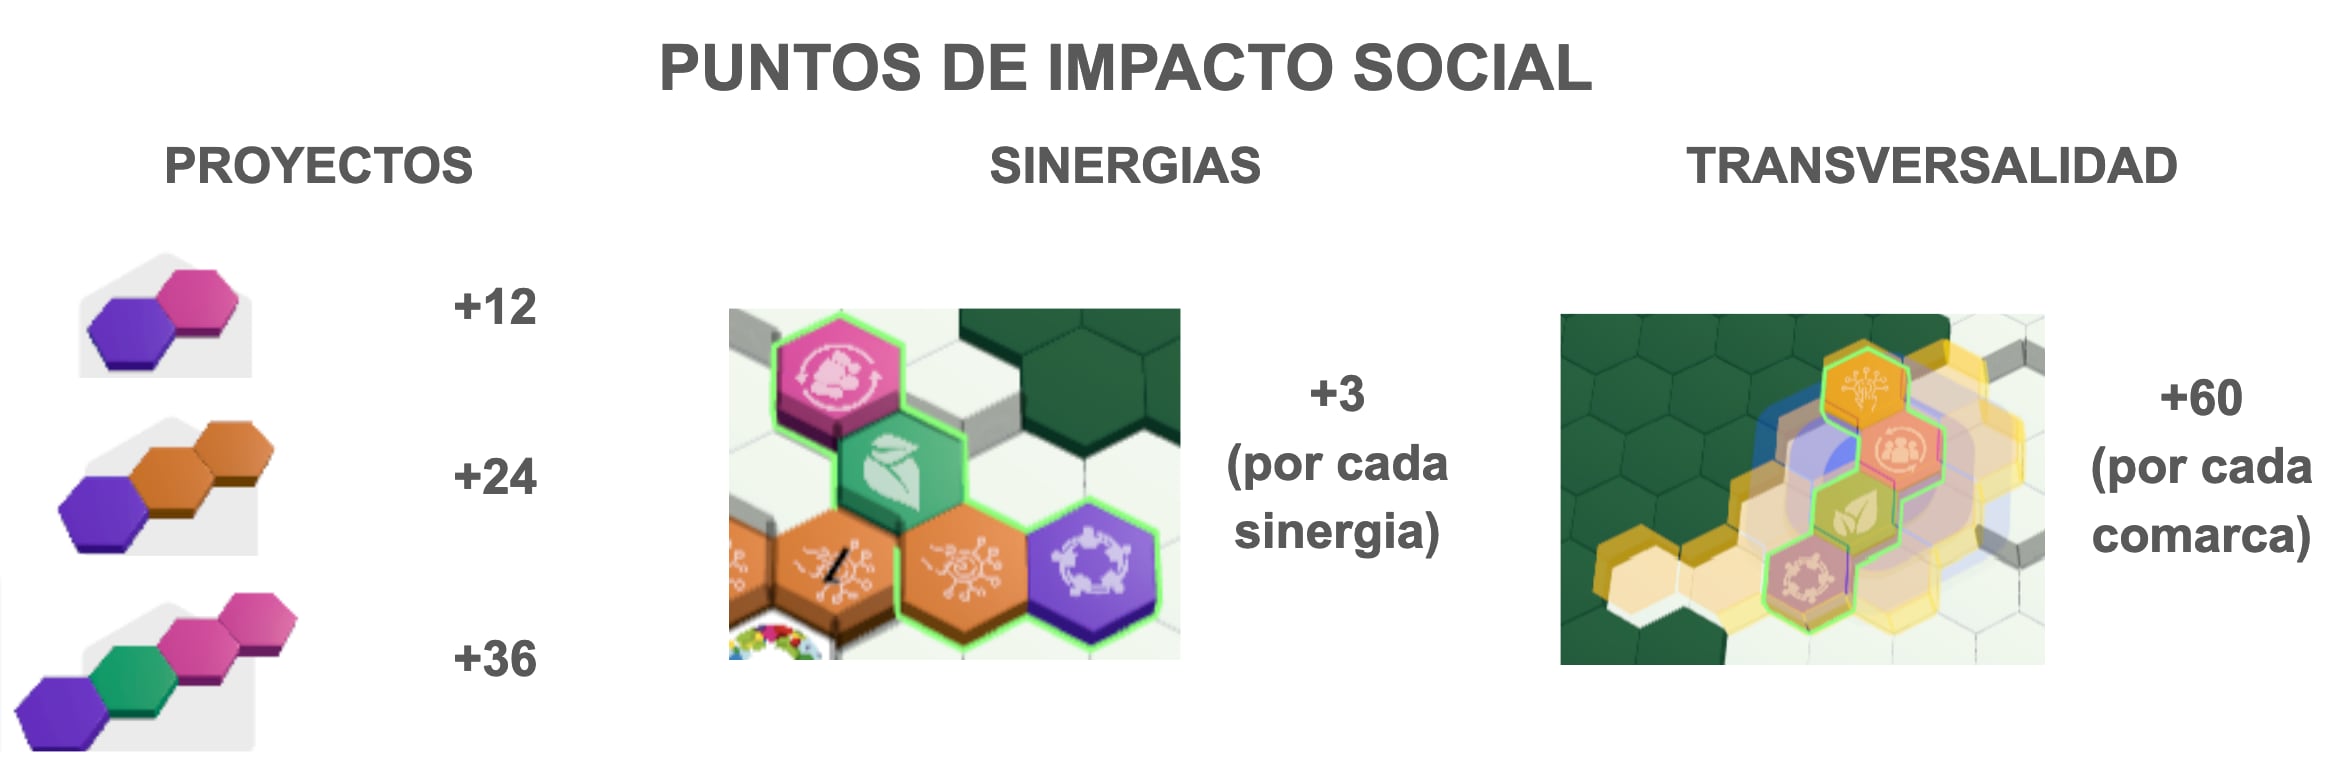 PUNTOS DE IMPACTO SOCIAL
PROYECTOS
+12
+24
+36
SINERGIAS
+3
(por cada
sinergia)
TRANSVERSALIDAD
+60
(por cada
comarca)